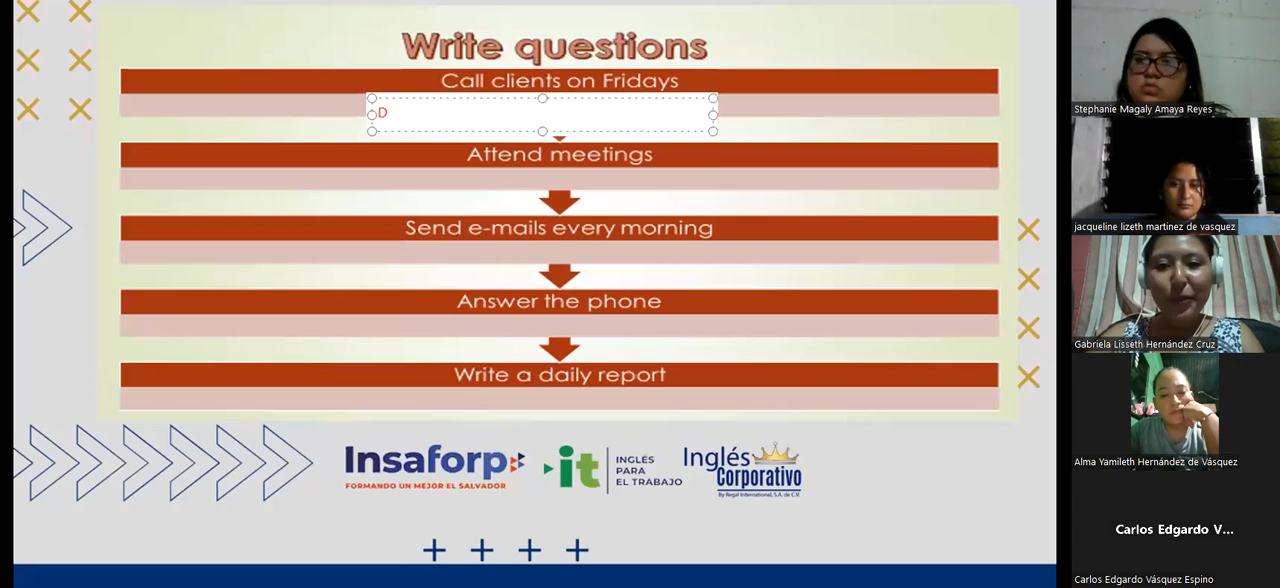 Write questions
Call clients on Fridays
D
Attend meetings
Send e-mails every morning
Answer the phone
Write a daily report
Insaforp
FORMANDO UN MEJOR EL SALVADOR
it
INGLÉS
PARA
EL TRABAJO
Inglés
Corporativo
By Regal International, S.A. de C.V.
Stephanie Magaly Amaya Reyes
jacqueline lizeth martinez de vasquez
Gabriela Lisseth Hernández Cruz
Alma Yamileth Hernández de Vásquez
Carlos Edgardo V...
Carlos Edgardo Vásquez Espino